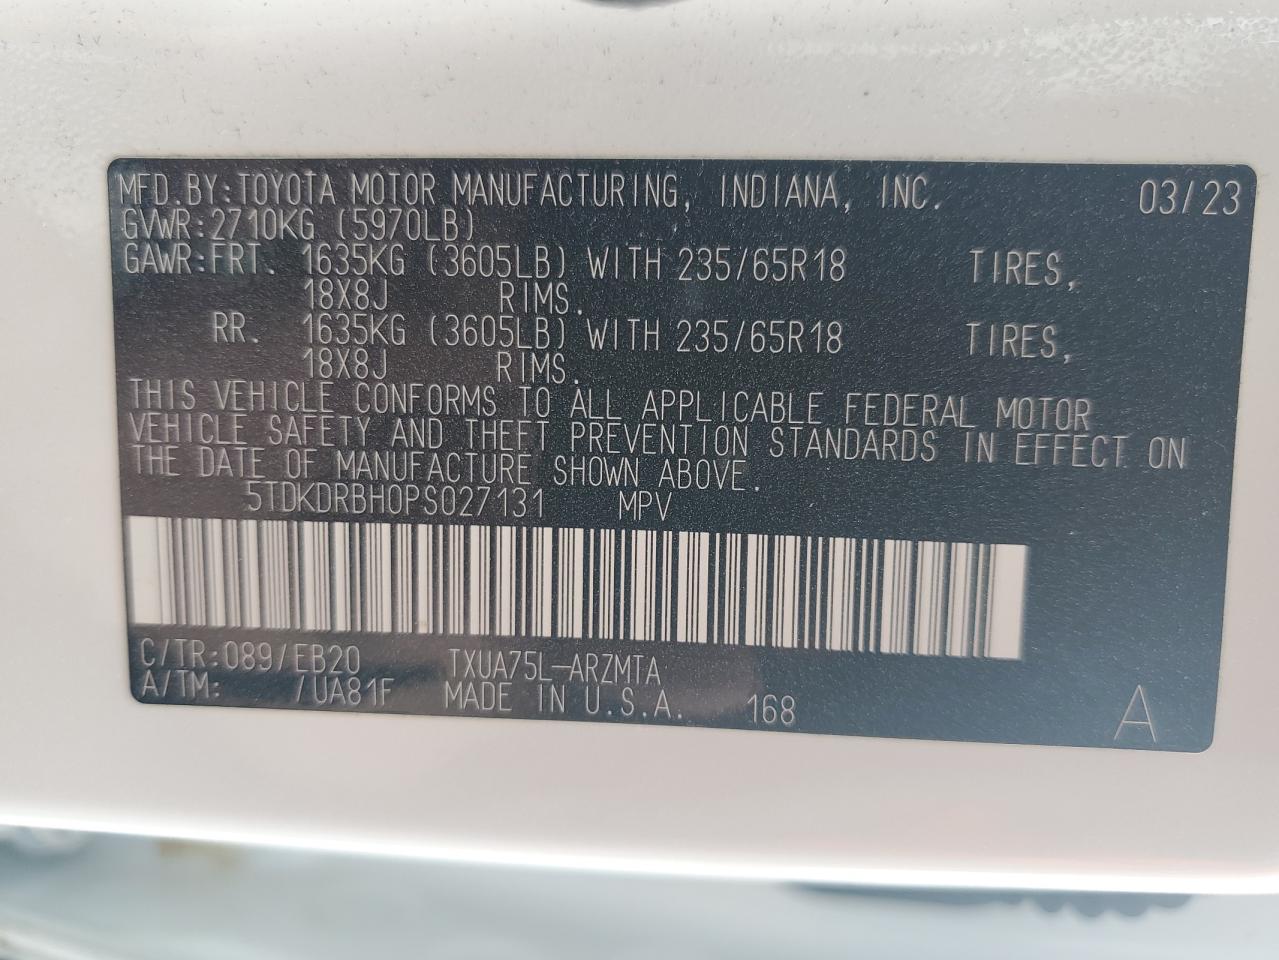 MFD.BY:TOYOTA MOTOR MANUFACTURING, INDIANA, INC. 03/23
GVWR:2710KG (5970LB)
GAWR:FRT. 1635KG (3605LB) WITH 235/65R18 TIRES,
18X8J RIMS.
RR. 1635KG (3605LB) WITH 235/65R18 TIRES,
18X8J RIMS.
THIS VEHICLE CONFORMS TO ALL APPLICABLE FEDERAL MOTOR
VEHICLE SAFETY AND THEFT PREVENTION STANDARDS IN EFFECT ON
THE DATE OF MANUFACTURE SHOWN ABOVE.
5TDKDRBH0PS027131 MPV
C/TR:089/EB20 TXUA75L-ARZMTA
A/TM: /UA81F MADE IN U.S.A. 168 A